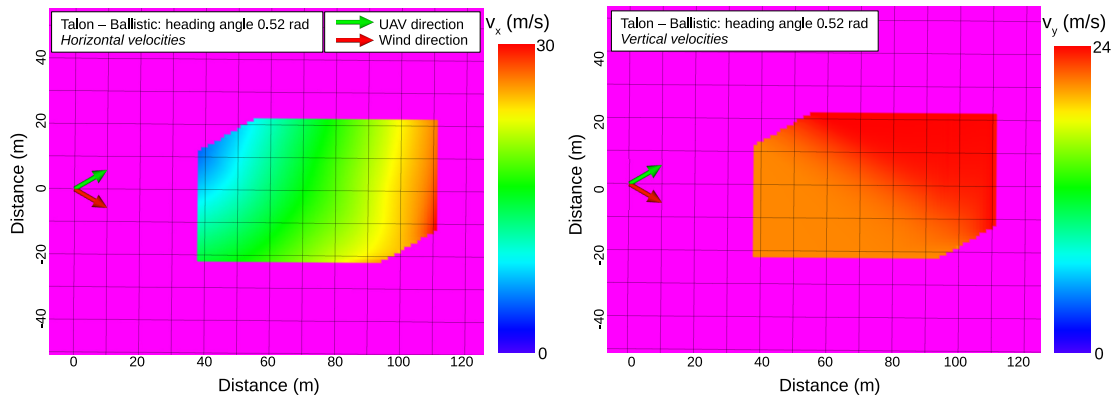 Talon – Ballistic: heading angle 0.52 rad
Horizontal velocities
UAV direction
Wind direction
v_x (m/s)
30
0
40
20
0
-20
-40
Distance (m)
0
20
40
60
80
100
120
Distance (m)
Talon – Ballistic: heading angle 0.52 rad
Vertical velocities
v_y (m/s)
24
0
40
20
0
-20
-40
Distance (m)
0
20
40
60
80
100
120
Distance (m)